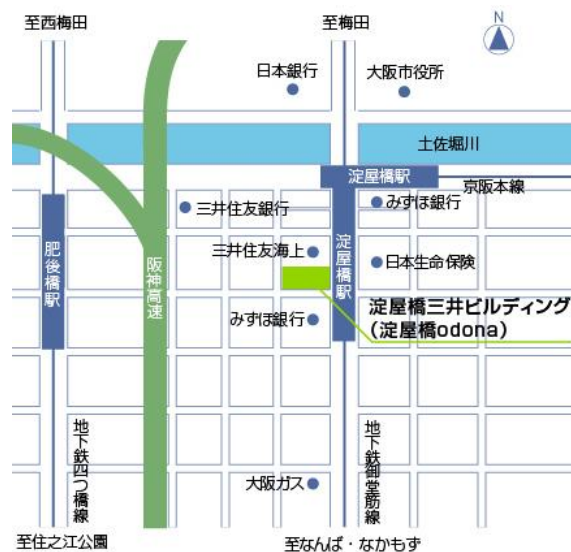 至西梅田
至梅田
N
日本銀行
大阪市役所
土佐堀川
淀屋橋駅
京阪本線
三井住友銀行
みずほ銀行
肥後橋駅
阪神高速
三井住友海上
淀屋橋駅
日本生命保険
淀屋橋三井ビルディング
(淀屋橋odona)
みずほ銀行
地下鉄四つ橋線
地下鉄御堂筋線
大阪ガス
至住之江公園
至なんば・なかもず